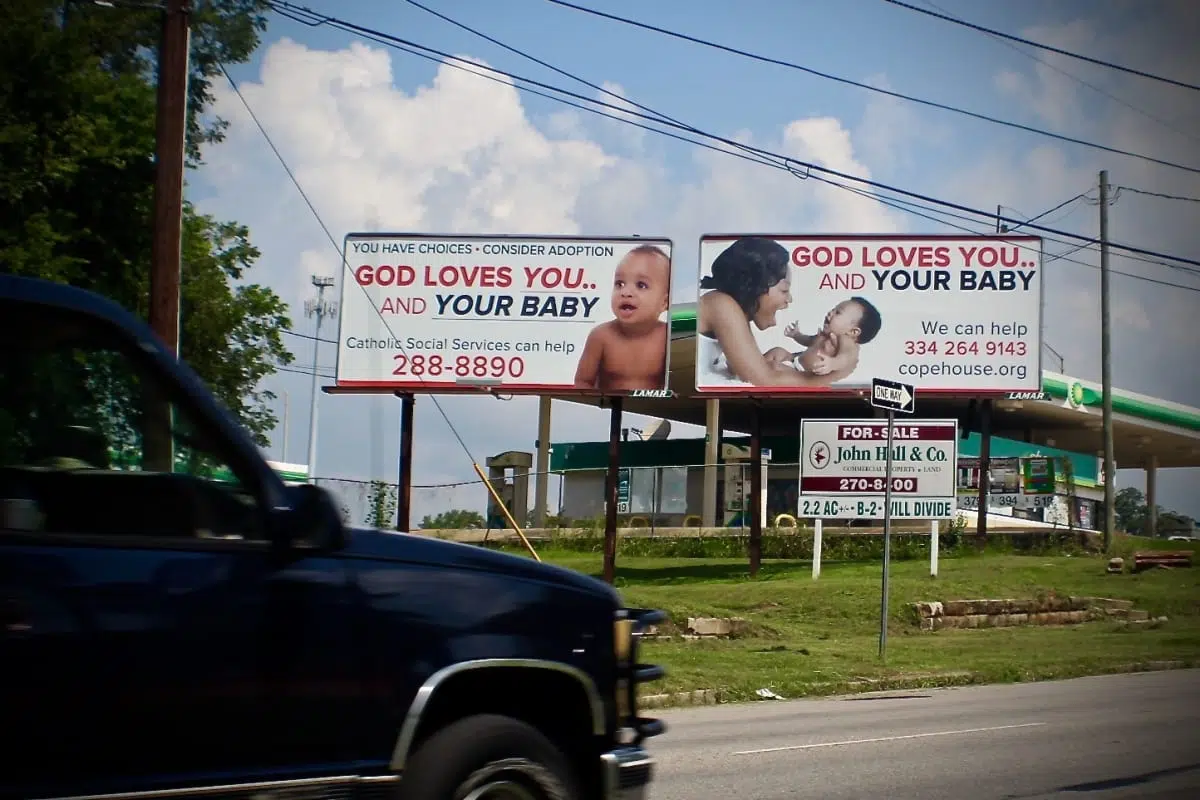 YOU HAVE CHOICES • CONSIDER ADOPTION
GOD LOVES YOU..
AND YOUR BABY
Catholic Social Services can help
288-8890
LAMAR
GOD LOVES YOU..
AND YOUR BABY
We can help
334 264 9143
copehouse.org
LAMAR
ONE WAY
FOR SALE
John Hall & Co.
COMMERCIAL PROPERTY • LAND
2.2 AC+- B-2 WILL DIVIDE
394